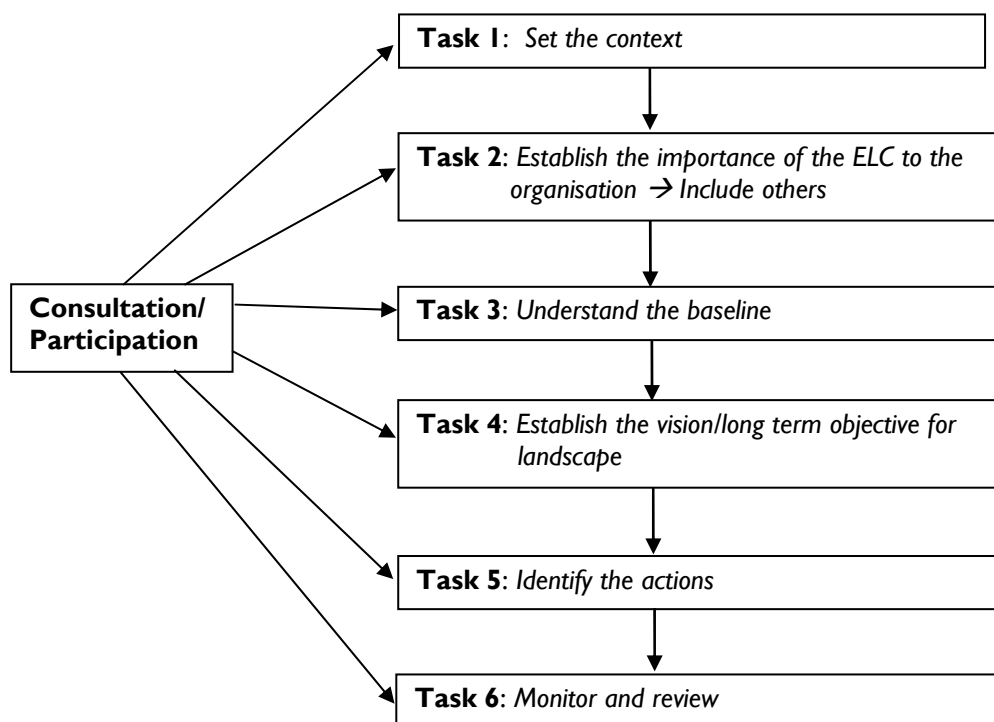 Task 1: Set the context
Task 2: Establish the importance of the ELC to the
organisation → Include others
Consultation/
Participation
Task 3: Understand the baseline
Task 4: Establish the vision/long term objective for
landscape
Task 5: Identify the actions
Task 6: Monitor and review